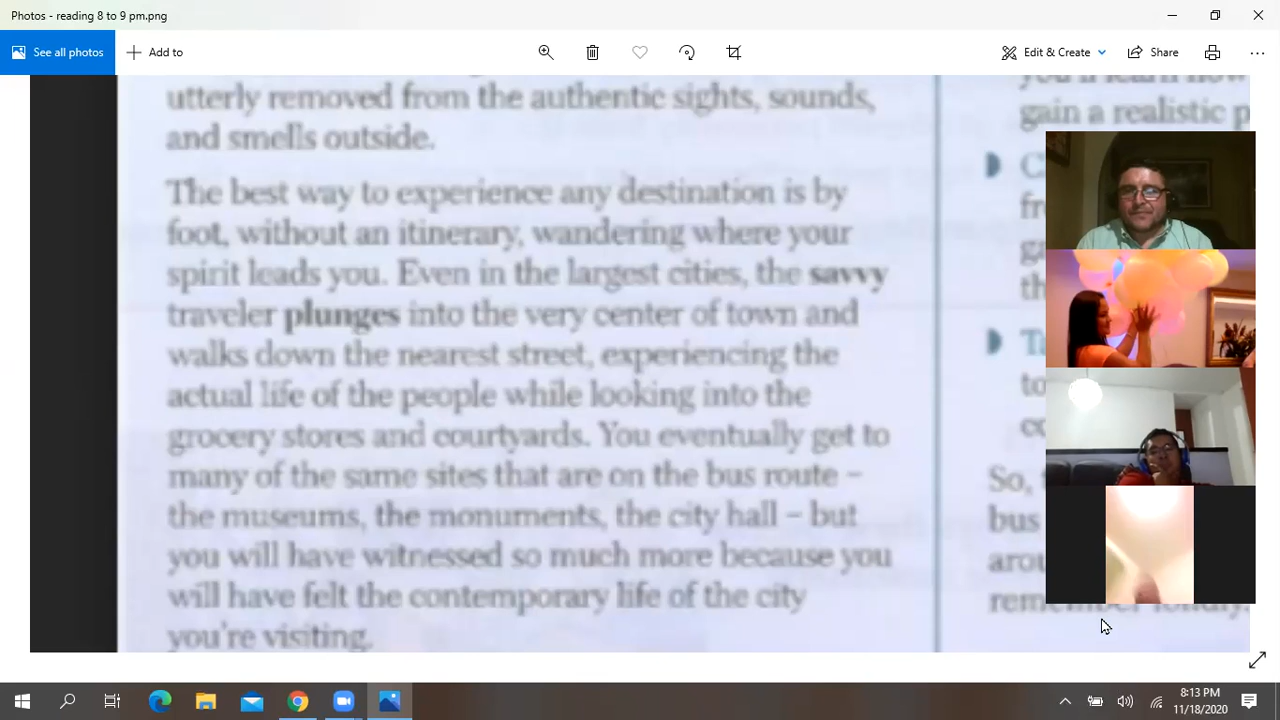 Photos - reading 8 to 9 pm.png
See all photos
Add to
Edit & Create
Share
utterly removed from the authentic sights, sounds,
and smells outside.
The best way to experience any destination is by
foot, without an itinerary, wandering where your
spirit leads you. Even in the largest cities, the savvy
traveler plunges into the very center of town and
walks down the nearest street, experiencing the
actual life of the people while looking into the
grocery stores and courtyards. You eventually get to
many of the same sites that are on the bus route –
the museums, the monuments, the city hall – but
you will have witnessed so much more because you
will have felt the contemporary life of the city
you're visiting.
you'll learn how
gain a realistic p
So,
bus
remember fondly.
8:13 PM
11/18/2020